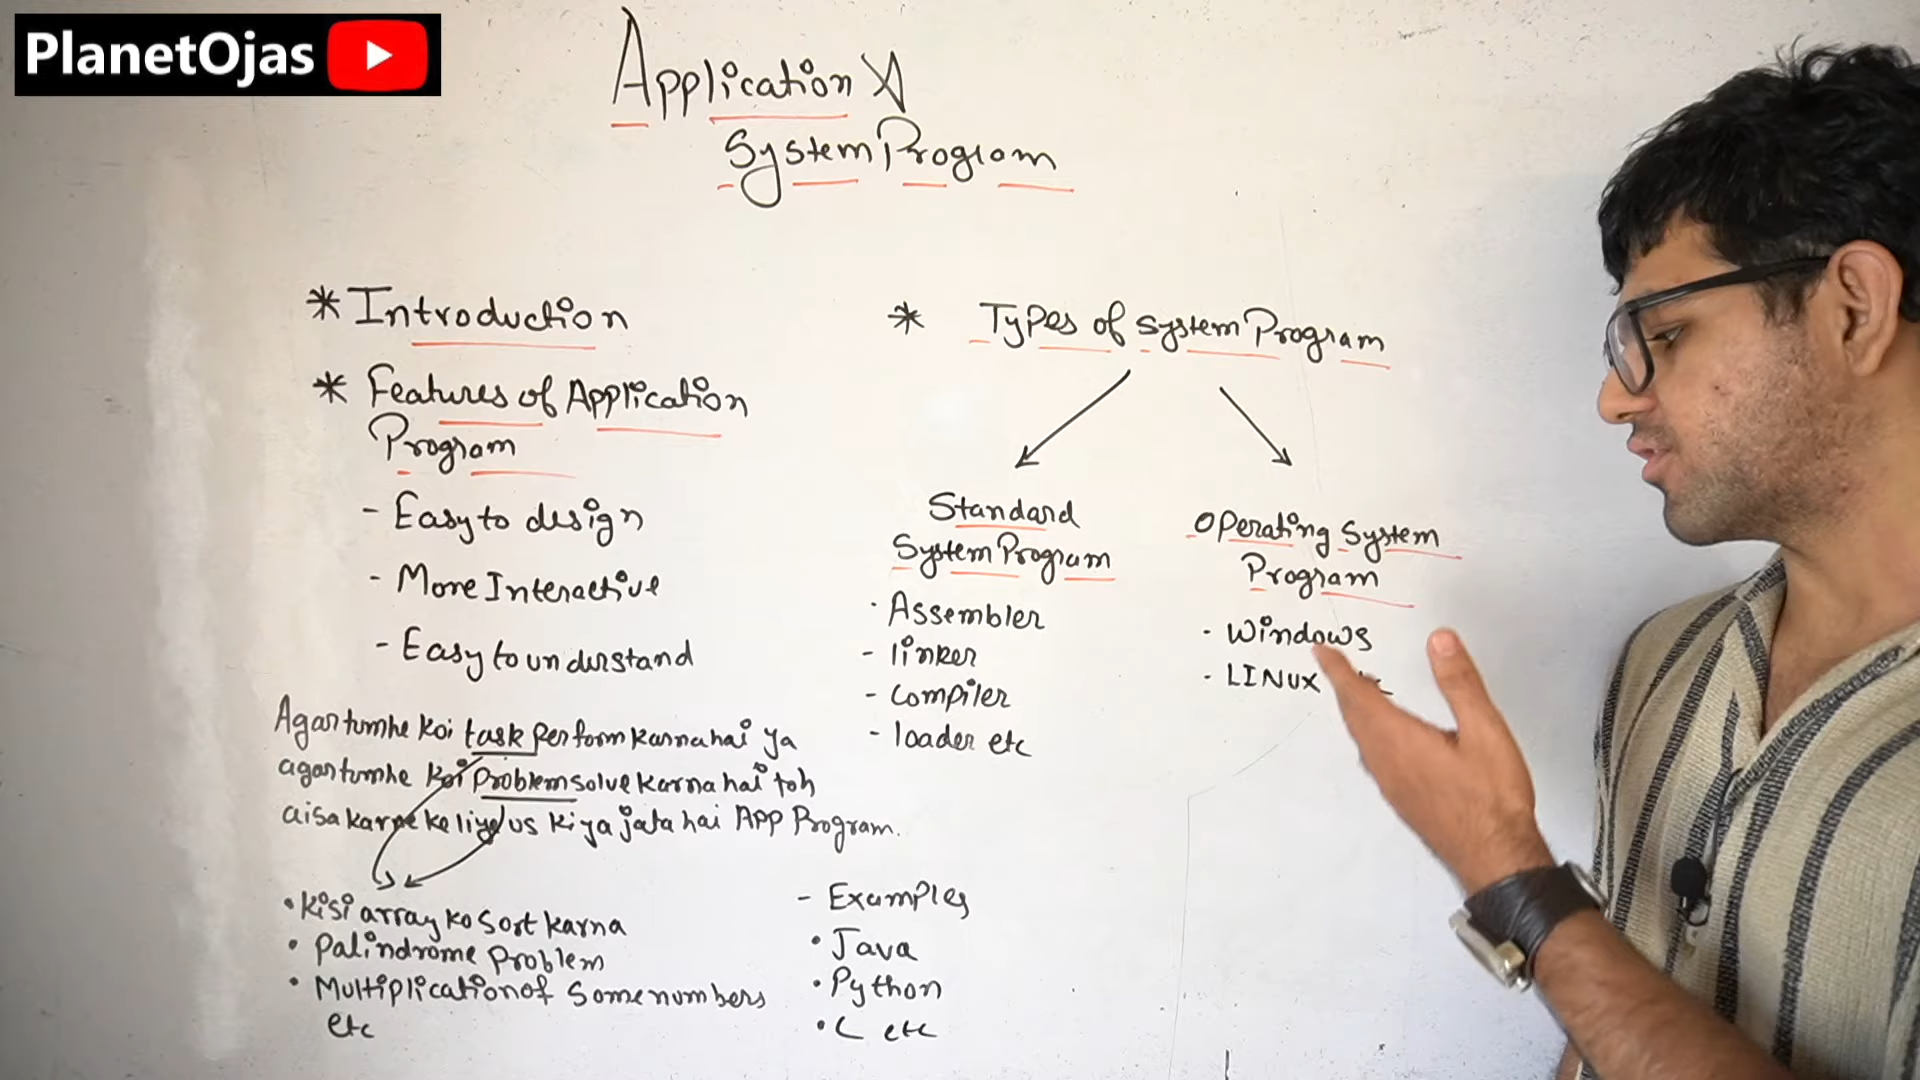 PlanetOjas
Application &
System Program
* Introduction
* Features of Application
Program
- Easy to design
- More Interactive
- Easy to understand
Agar tumhe koi task perform karna hai ya
agar tumhe koi problem solve karna hai toh
aisa karne ke liye us kiya jata hai APP Program.
• Kisi array ko sort karna
• Palindrome Problem
• Multiplication of some numbers
etc
- Examples
• Java
• Python
• C etc
* Types of System Program
Standard
System Program
- Assembler
- linker
- compiler
- loader etc
Operating System
Program
- Windows
- LINUX